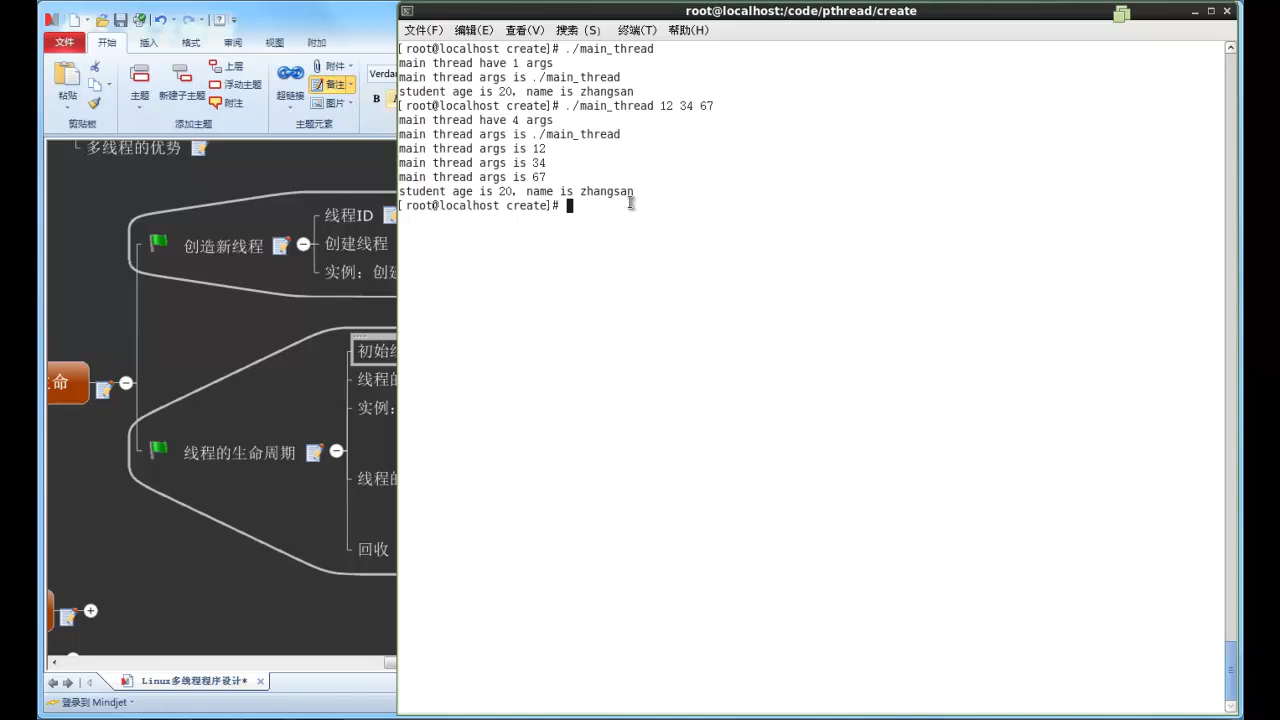 root@localhost:/code/pthread/create
文件(F) 编辑(E) 查看(V) 搜索 (S) 终端(T) 帮助(H)
[root@localhost create]# ./main_thread
main thread have 1 args
main thread args is ./main_thread
student age is 20, name is zhangsan
[root@localhost create]# ./main_thread 12 34 67
main thread have 4 args
main thread args is ./main_thread
main thread args is 12
main thread args is 34
main thread args is 67
student age is 20, name is zhangsan
[root@localhost create]#
文件 开始 插入 格式 审阅 视图 附加
粘贴
剪贴板
主题
新建子主题
上层
浮动主题
附注
添加主题
超链接
附件
备注
图片
主题元素
Verda
B
多线程的优势
创造新线程
线程ID
创建线程
实例：创建
命
线程的生命周期
初始
线程的
实例：
线程的
回收
Linux多线程程序设计*
登录到 Mindjet